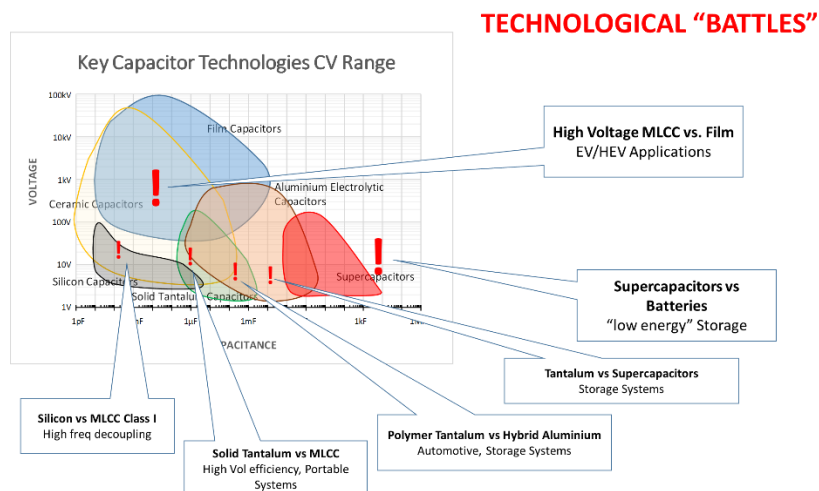 TECHNOLOGICAL “BATTLES”
Key Capacitor Technologies CV Range
100kV
10kV
1kV
100V
10V
1V
VOLTAGE
Film Capacitors
Ceramic Capacitors
Aluminium Electrolytic
Capacitors
Silicon Capacitors
Solid Tantalum Capacitors
Supercapacitors
1pF
1µF
1mF
1kF
High Voltage MLCC vs. Film
EV/HEV Applications
Supercapacitors vs
Batteries
“low energy” Storage
Tantalum vs Supercapacitors
Storage Systems
Polymer Tantalum vs Hybrid Aluminium
Automotive, Storage Systems
Solid Tantalum vs MLCC
High Vol efficiency, Portable
Systems
Silicon vs MLCC Class I
High freq decoupling